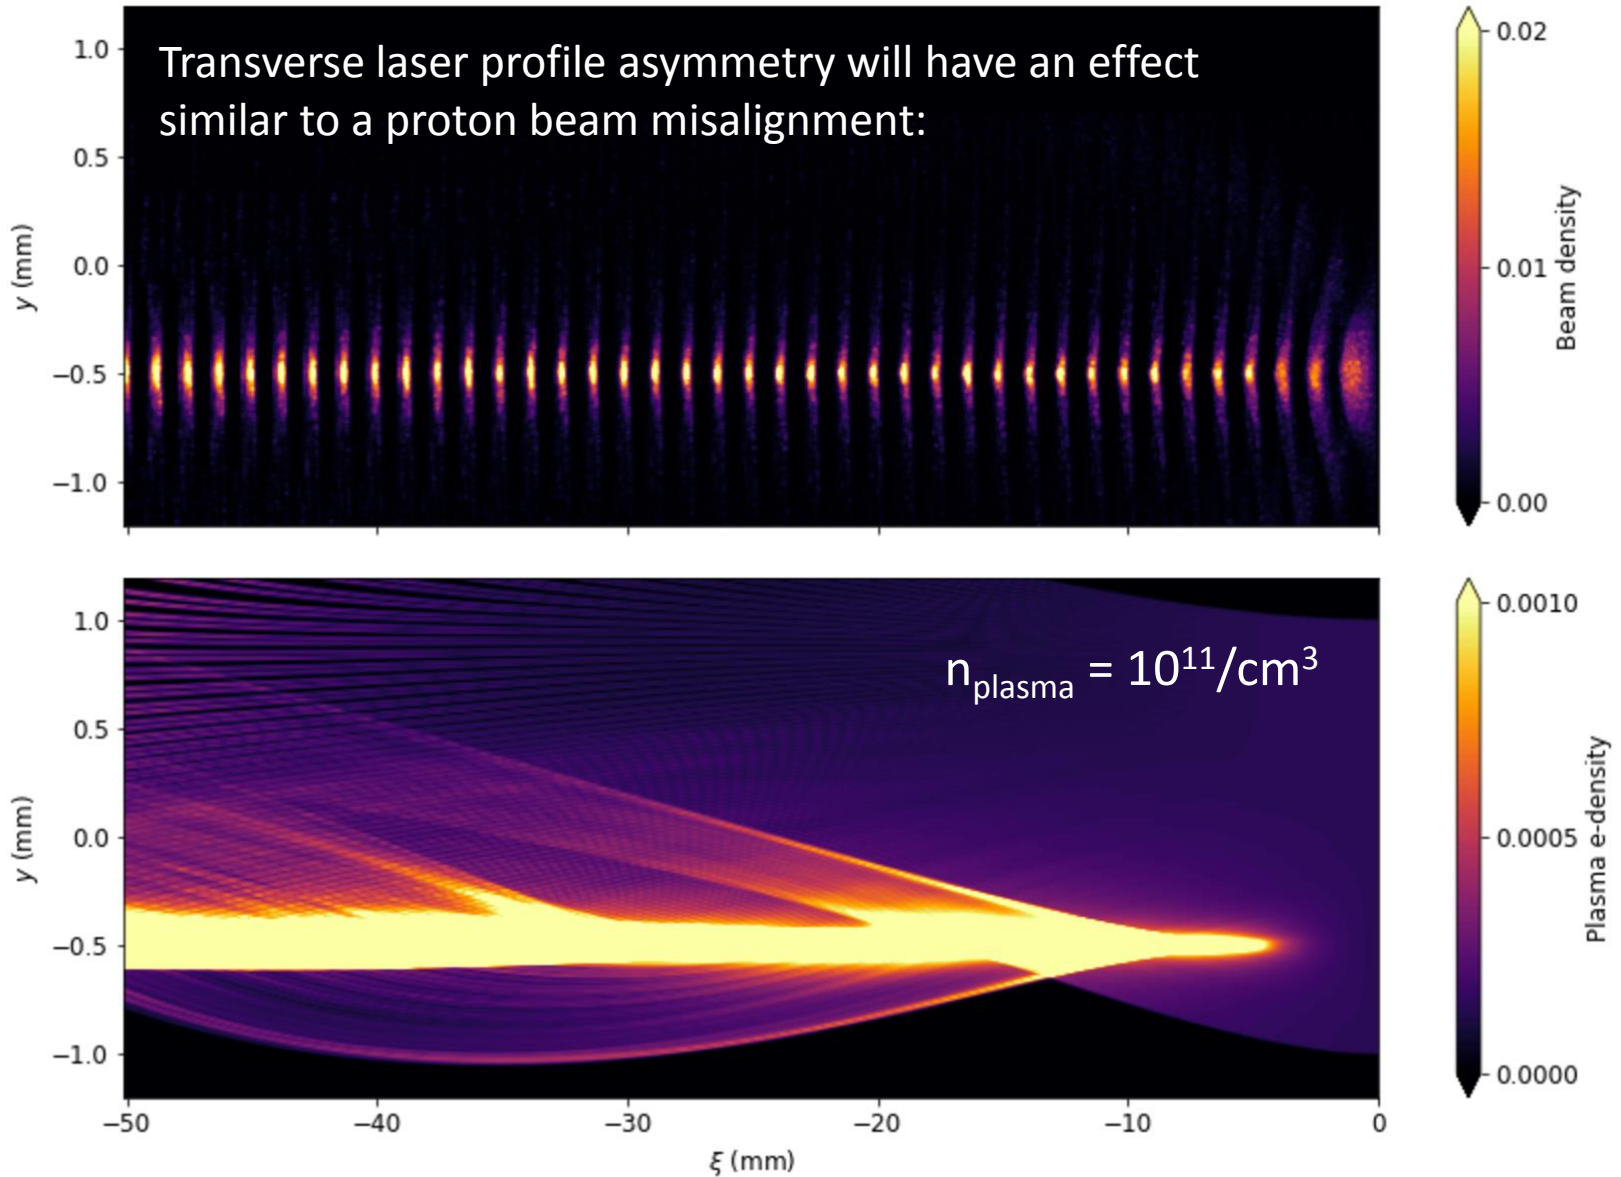 Transverse laser profile asymmetry will have an effect
similar to a proton beam misalignment:
1.0
0.5
0.0
−0.5
−1.0
y (mm)
0.02
0.01
0.00
Beam density
n_plasma = 10^11/cm^3
1.0
0.5
0.0
−0.5
−1.0
y (mm)
−50 −40 −30 −20 −10 0
ξ (mm)
0.0010
0.0005
0.0000
Plasma e-density